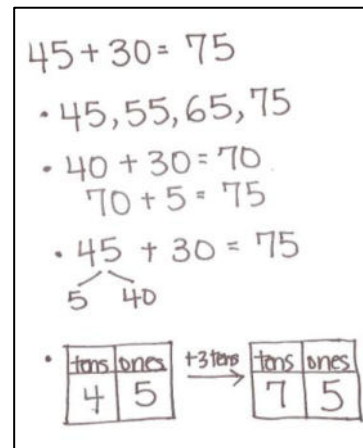 45 + 30 = 75
• 45, 55, 65, 75
• 40 + 30 = 70
70 + 5 = 75
• 45 + 30 = 75
5 40
• tens ones +3 tens tens ones
4 5 7 5